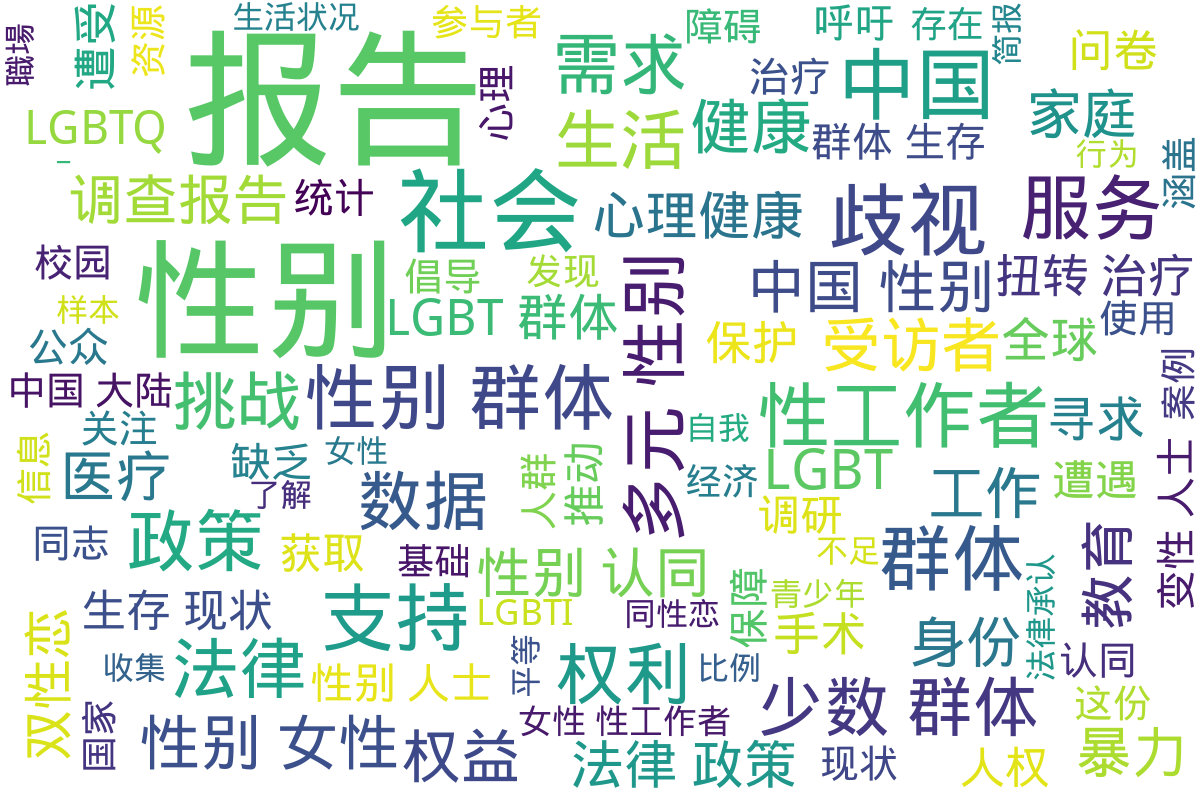 生活状况
参与者
障碍
呼吁
存在
简报
職場
遭受
资源
报告
心理
需求
治疗
中国
问卷
LGBTQ
生活
健康
群体 生存
家庭
行为
涵盖
一
调查报告
统计
社会
心理健康
歧视
服务
校园
性别
倡导
发现
多元 性别
中国 性别
扭转 治疗
样本
LGBT 群体
保护
受访者
全球
使用
公众
中国 大陆
挑战
性别 群体
性工作者
寻求
案例
关注
自我
信息
医疗
缺乏
女性
人群
推动
LGBT
经济
工作
遭遇
人士
了解
数据
调研
同志
政策
获取
基础
性别 认同
不足
群体
教育
变性
生存 现状
支持
LGBTI
同性恋
保障
青少年
手术
身份
法律承认
认同
双性恋
收集
法律
性别 人士
平等
权利
比例
少数 群体
这份
国家
性别 女性
权益
女性 性工作者
法律 政策
现状
人权
暴力